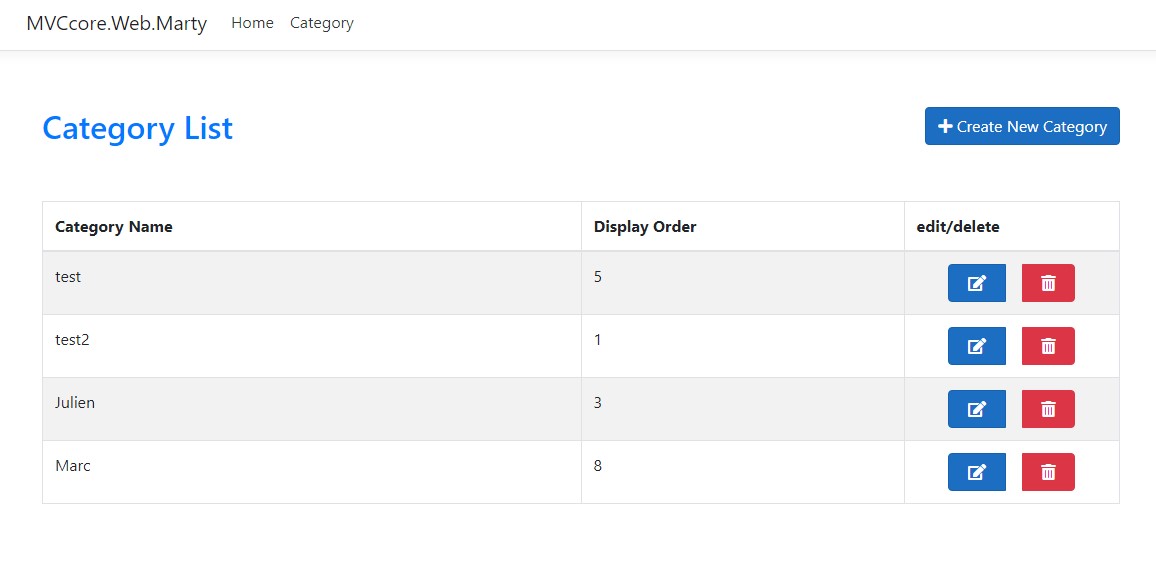 MVCcore.Web.Marty Home Category
Category List
Create New Category
Category Name Display Order edit/delete
test 5
test2 1
Julien 3
Marc 8